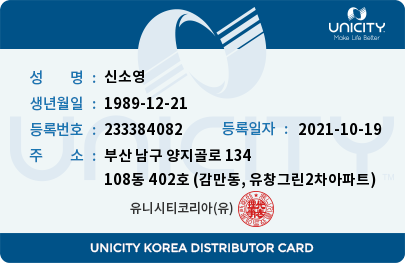 UNICITY
Make Life Better
성 명 : 신소영
생년월일 : 1989-12-21
등록번호 : 233384082 등록일자 : 2021-10-19
주 소 : 부산 남구 양지골로 134
108동 402호 (감만동, 유창그린2차아파트)
UNICITY
유니시티코리아(유)
UNICITY KOREA DISTRIBUTOR CARD